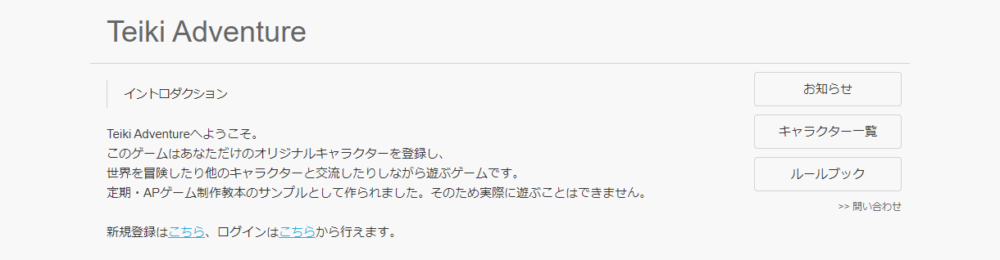 Teiki Adventure
イントロダクション
Teiki Adventureへようこそ。
このゲームはあなただけのオリジナルキャラクターを登録し、
世界を冒険したり他のキャラクターと交流したりしながら遊ぶゲームです。
定期・APゲーム制作教本のサンプルとして作られました。そのため実際に遊ぶことはできません。
新規登録はこちら、ログインはこちらから行えます。
お知らせ
キャラクター一覧
ルールブック
>> 問い合わせ